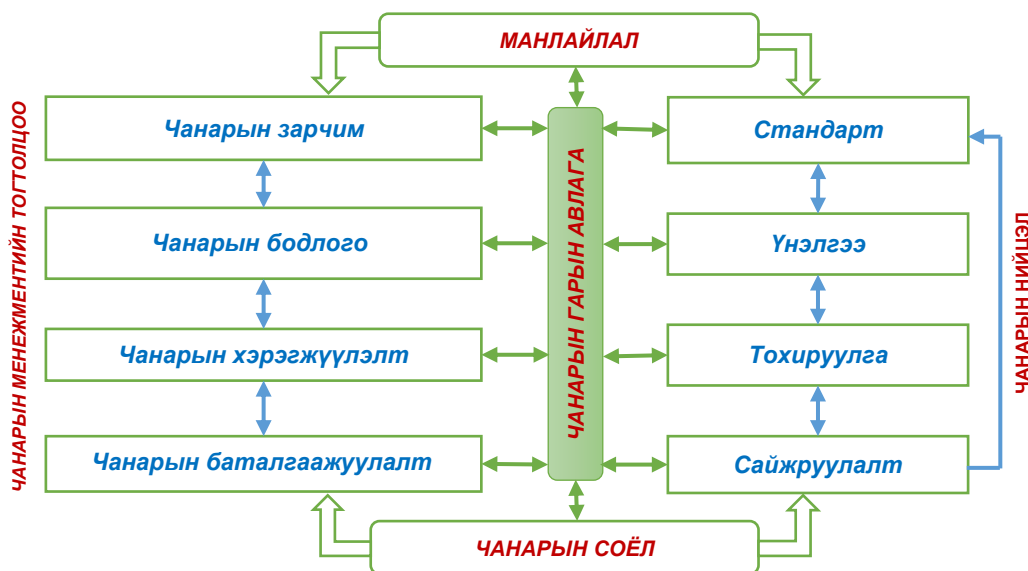 МАНЛАЙЛАЛ
ЧАНАРЫН МЕНЕЖМЕНТИЙН ТОГТОЛЦОО
Чанарын зарчим
Чанарын бодлого
Чанарын хэрэгжүүлэлт
Чанарын баталгаажуулалт
ЧАНАРЫН ГАРЫН АВЛАГА
Стандарт
Үнэлгээ
Тохируулга
Сайжруулалт
ЧАНАРЫН НИЙЦЭЛ
ЧАНАРЫН СОЁЛ